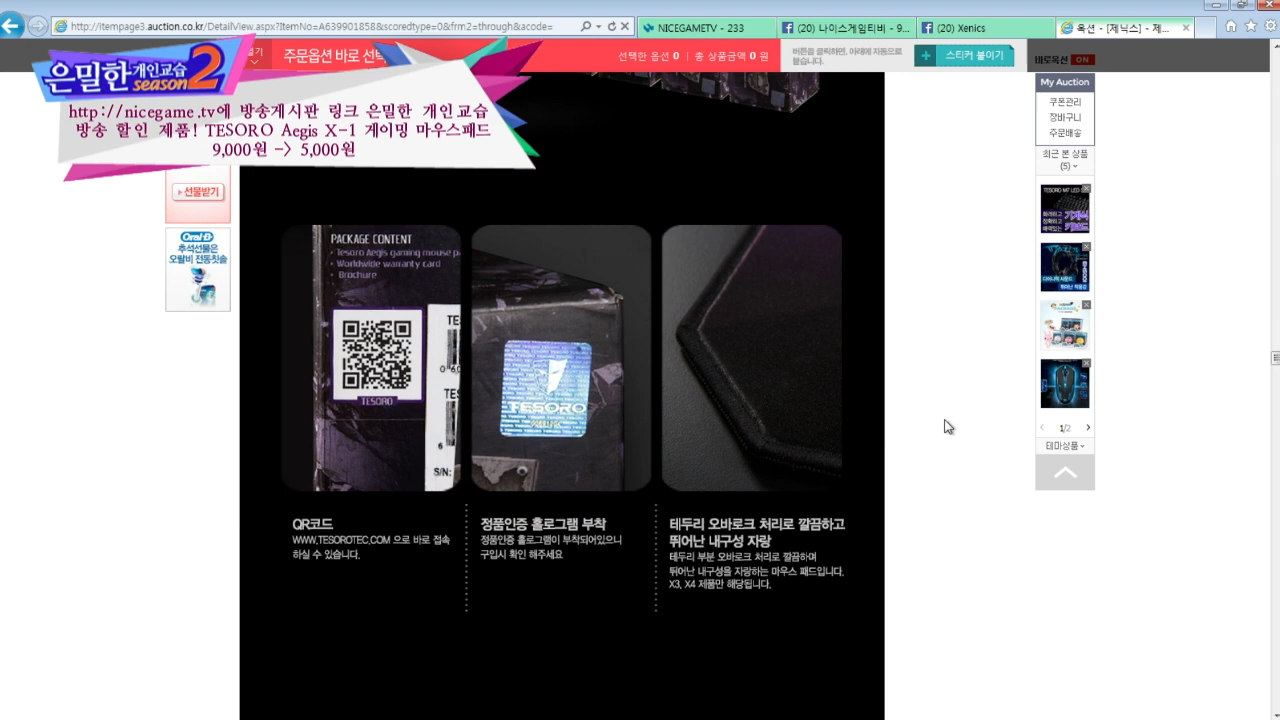 http://itempage3.auction.co.kr/DetailView.aspx?ItemNo=A639901858&scoredtype=0&frm2=through&acode=
NICEGAMETV - 233
(20) 나이스게임티비 - 9...
(20) Xenics
옥션 - [제닉스] - 제...
주문옵션 바로 선택
선택한 옵션 0 | 총 상품금액 0 원
버튼을 클릭하면, 아래에 자동으로
붙습니다.
스티커 붙이기
바로옥션 ON
은밀한 개인교습 season 2
http://nicegame.tv에 방송게시판 링크 은밀한 개인교습
방송 할인 제품! TESORO Aegis X-1 게이밍 마우스패드
9,000원 -> 5,000원
선물받기
Oral-B
추석선물은
오랄비 전동칫솔
My Auction
쿠폰관리
장바구니
주문배송
최근 본 상품
(5)
TESORO M7 LED
1/2
테마상품
PACKAGE CONTENT
Tesoro Aegis gaming mouse p
Worldwide warranty card
Brochure
TESORO
TE
TES
6
S/N:
TESORO
QR코드
WWW.TESOROTEC.COM 으로 바로 접속
하실 수 있습니다.
정품인증 홀로그램 부착
정품인증 홀로그램이 부착되어있으니
구입시 확인 해주세요
테두리 오바로크 처리로 깔끔하고
뛰어난 내구성 자랑
테두리 부분 오바로크 처리로 깔끔하며
뛰어난 내구성을 자랑하는 마우스 패드입니다.
X3, X4 제품만 해당됩니다.